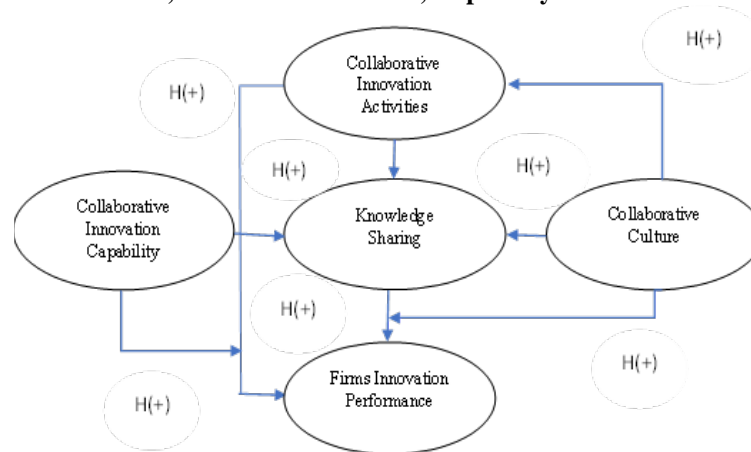 H(+)
Collaborative
Innovation
Activities
H(+)
H(+)
H(+)
Collaborative
Innovation
Capability
Knowledge
Sharing
Collaborative
Culture
H(+)
H(+)
Firms Innovation
Performance
H(+)